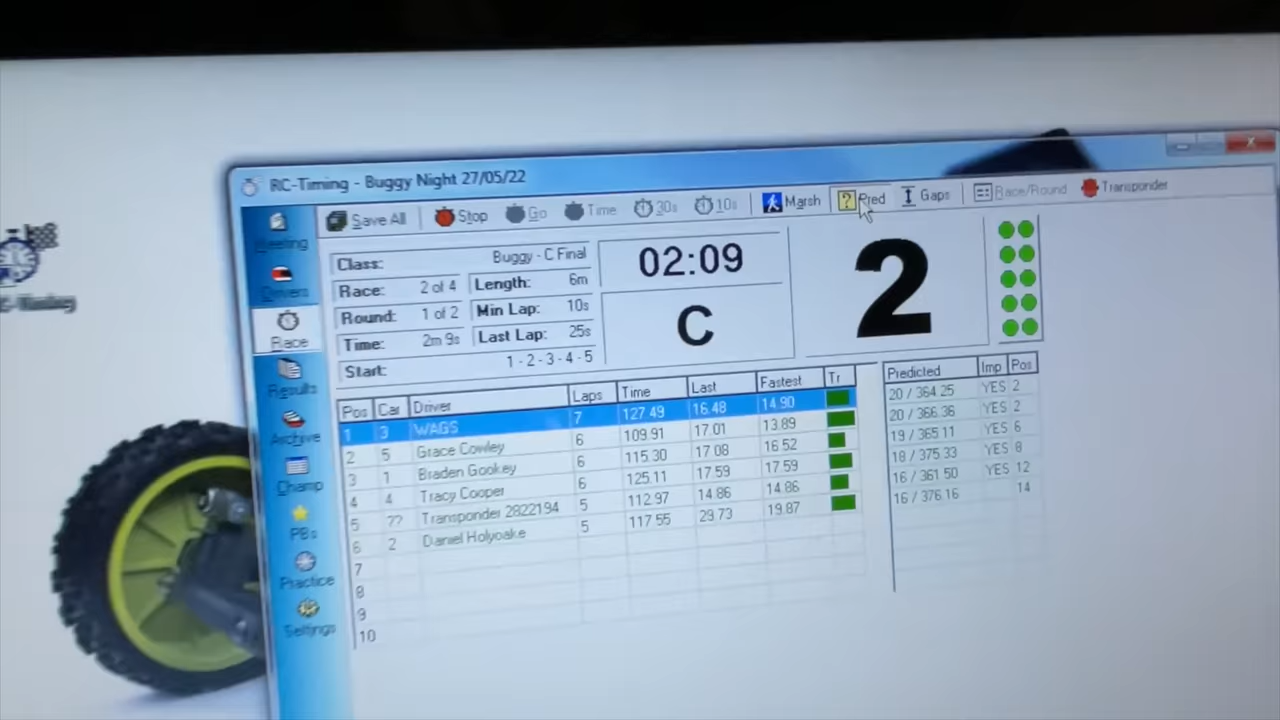 RC-Timing - Buggy Night 27/05/22
Save All Stop Go Time 30s 10s Marsh Pred Gaps Race/Round Transponder
Meeting
Drivers
Race
Results
Archive
Champ
PBs
Practice
Settings
Class: Buggy - C Final
Race: 2 of 4 Length: 6m
Round: 1 of 2 Min Lap: 10s
Time: 2m 9s Last Lap: 25s
Start: 1 - 2 - 3 - 4 - 5
02:09
C
2
Pos Car Driver Laps Time Last Fastest Tr Predicted Imp Pos
1 3 WAGS 7 127.49 16.48 14.90 20 / 364.25 YES 2
2 5 Grace Cowley 6 109.91 17.01 13.89 20 / 366.36 YES 2
3 1 Braden Gookey 6 115.30 17.08 16.52 19 / 365.11 YES 6
4 4 Tracy Cooper 6 125.11 17.59 17.59 18 / 375.33 YES 8
5 ?? Transponder 2822194 5 112.97 14.86 14.86 16 / 361.50 YES 12
6 2 Daniel Holyoake 5 117.55 29.73 19.87 16 / 376.16 14
7
8
9
10
C-Timing